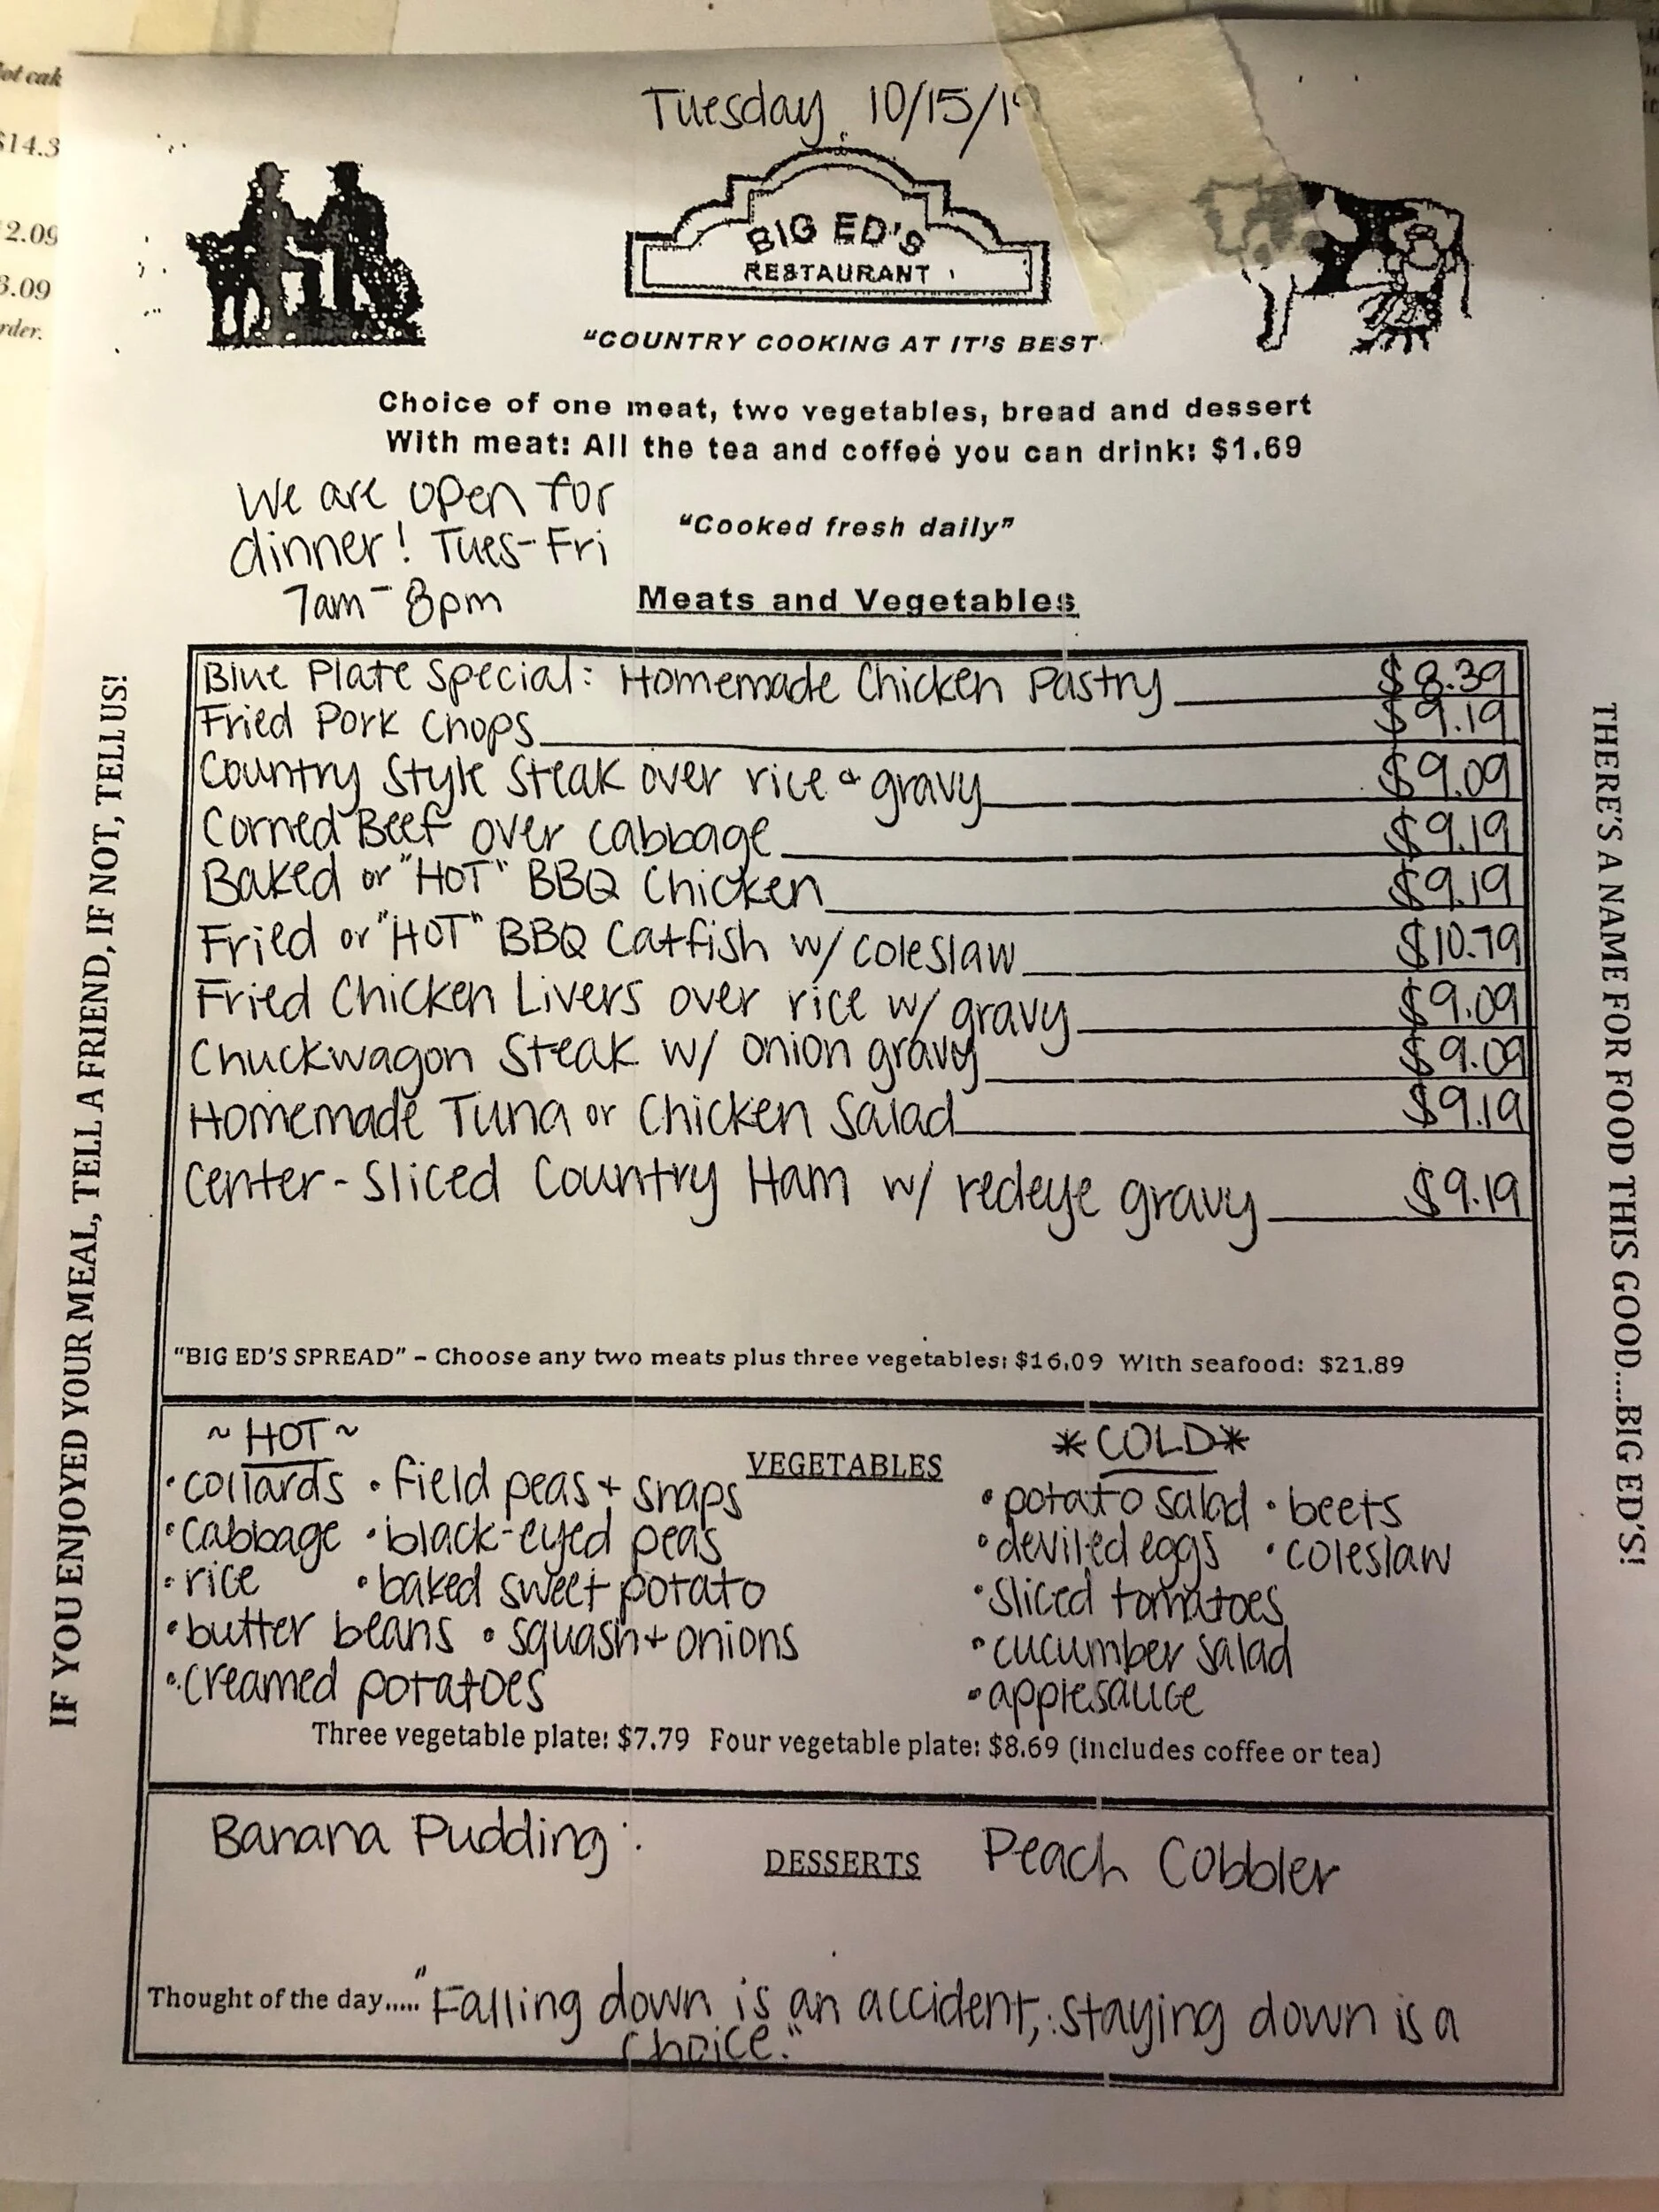 ot cak
$14.3
2.09
3.09
rder.
Tuesday 10/15/19
BIG ED'S
RESTAURANT
"COUNTRY COOKING AT IT'S BEST
Choice of one meat, two vegetables, bread and dessert
With meat: All the tea and coffee you can drink: $1.69
We are open for
dinner! Tues-Fri
7am-8pm
"Cooked fresh daily"
Meats and Vegetables
Blue Plate Special: Homemade Chicken Pastry $8.39
Fried Pork Chops $9.19
Country Style Steak over rice & gravy $9.09
Corned Beef over cabbage $9.19
Baked or "HOT" BBQ Chicken $9.19
Fried or "HOT" BBQ Catfish w/ coleslaw $10.79
Fried Chicken Livers over rice w/ gravy $9.09
Chuckwagon Steak w/ onion gravy $9.09
Homemade Tuna or Chicken Salad $9.19
Center-Sliced Country Ham w/ redeye gravy $9.19
"BIG ED'S SPREAD" – Choose any two meats plus three vegetables: $16.09 With seafood: $21.89
VEGETABLES
~ HOT ~
• collards • field peas + snaps
• cabbage • black-eyed peas
• rice • baked sweet potato
• butter beans • squash + onions
• creamed potatoes
*COLD*
• potato salad • beets
• deviled eggs • coleslaw
• sliced tomatoes
• cucumber salad
• applesauce
Three vegetable plate: $7.79 Four vegetable plate: $8.69 (includes coffee or tea)
DESSERTS
Banana Pudding
Peach Cobbler
Thought of the day..... "Falling down is an accident, staying down is a
choice."
IF YOU ENJOYED YOUR MEAL, TELL A FRIEND, IF NOT, TELL US!
THERE'S A NAME FOR FOOD THIS GOOD....BIG ED'S!